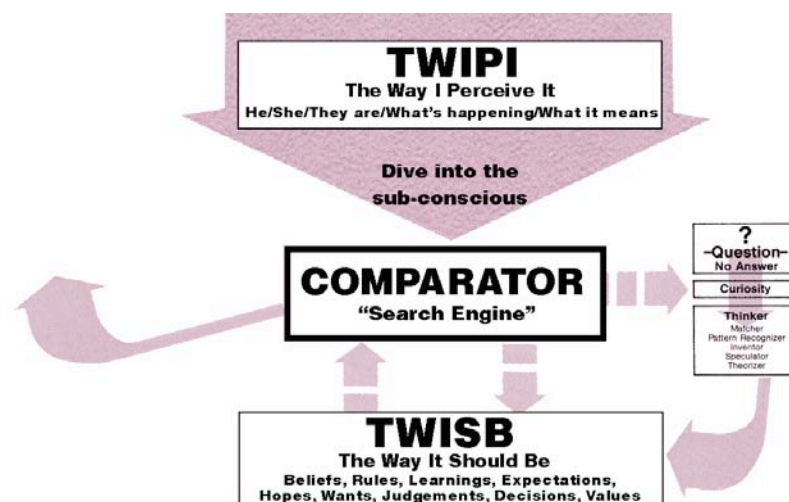 TWIPI
The Way I Perceive It
He/She/They are/What's happening/What it means
Dive into the
sub-conscious
COMPARATOR
“Search Engine”
?
–Question–
No Answer
Curiosity
Thinker
Matcher
Pattern Recognizer
Inventor
Speculator
Theorizer
TWISB
The Way It Should Be
Beliefs, Rules, Learnings, Expectations,
Hopes, Wants, Judgements, Decisions, Values